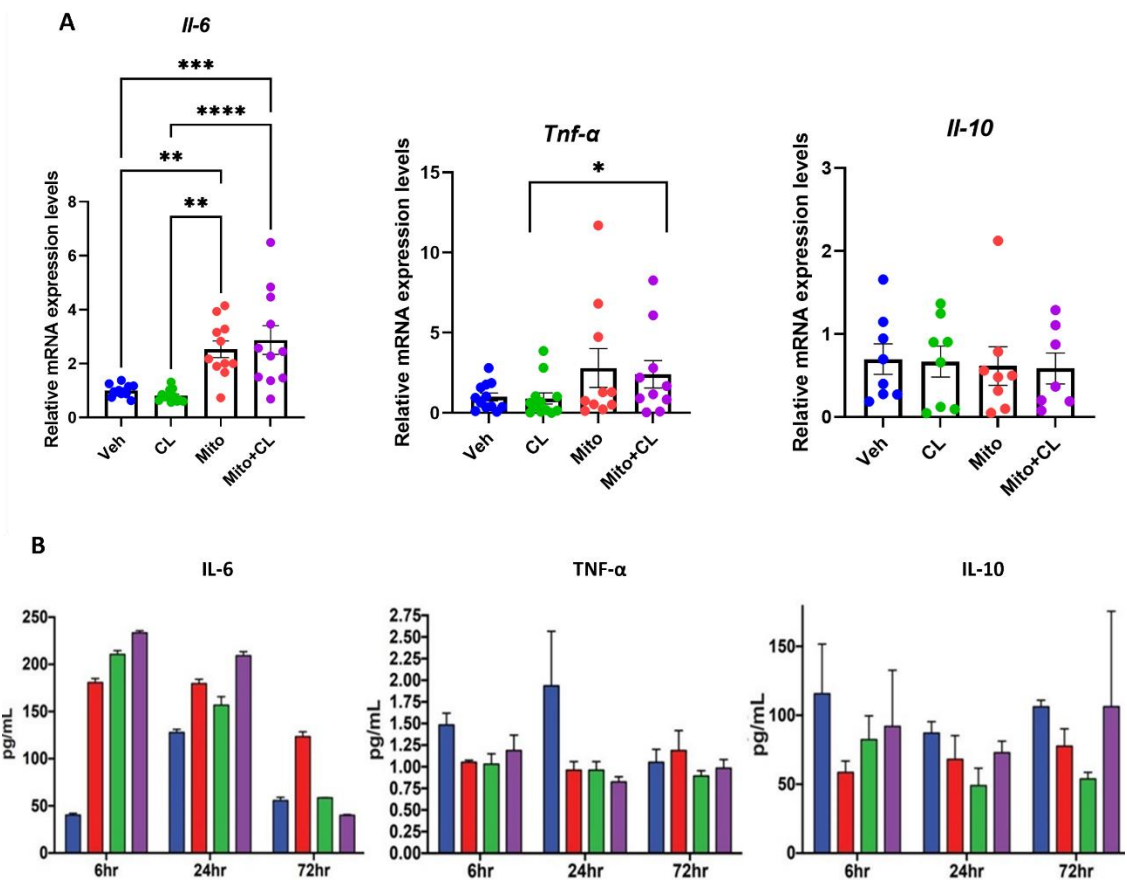 A
Il-6
***
****
**
**
Relative mRNA expression levels
8
6
4
2
0
Veh
CL
Mito
Mito+CL
Tnf-α
*
Relative mRNA expression levels
15
10
5
0
Veh
CL
Mito
Mito+CL
Il-10
Relative mRNA expression levels
3
2
1
0
Veh
CL
Mito
Mito+CL
B
IL-6
pg/mL
250
200
150
100
50
0
6hr
24hr
72hr
TNF-α
pg/mL
2.75
2.50
2.25
2.00
1.75
1.50
1.25
1.00
0.75
0.50
0.25
0.00
6hr
24hr
72hr
IL-10
pg/mL
150
100
50
0
6hr
24hr
72hr